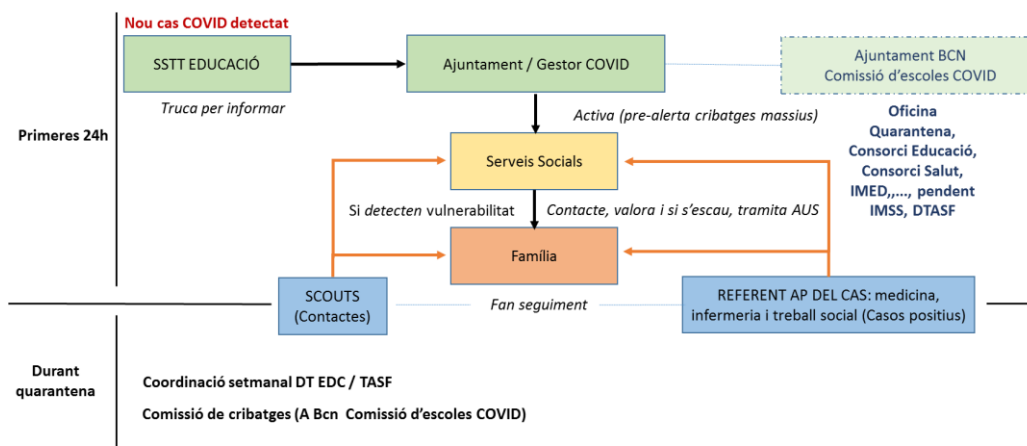 Nou cas COVID detectat
SSTT EDUCACIÓ
Ajuntament / Gestor COVID
Ajuntament BCN
Comissió d'escoles COVID
Truca per informar
Primeres 24h
Activa (pre-alerta cribatges massius)
Oficina
Quarantena,
Consorci Educació,
Consorci Salut,
IMED,,..., pendent
IMSS, DTASF
Serveis Socials
Si detecten vulnerabilitat
Contacte, valora i si s'escau, tramita AUS
Família
SCOUTS
(Contactes)
Fan seguiment
REFERENT AP DEL CAS: medicina,
infermeria i treball social (Casos positius)
Durant
quarantena
Coordinació setmanal DT EDC / TASF
Comissió de cribatges (A Bcn Comissió d'escoles COVID)